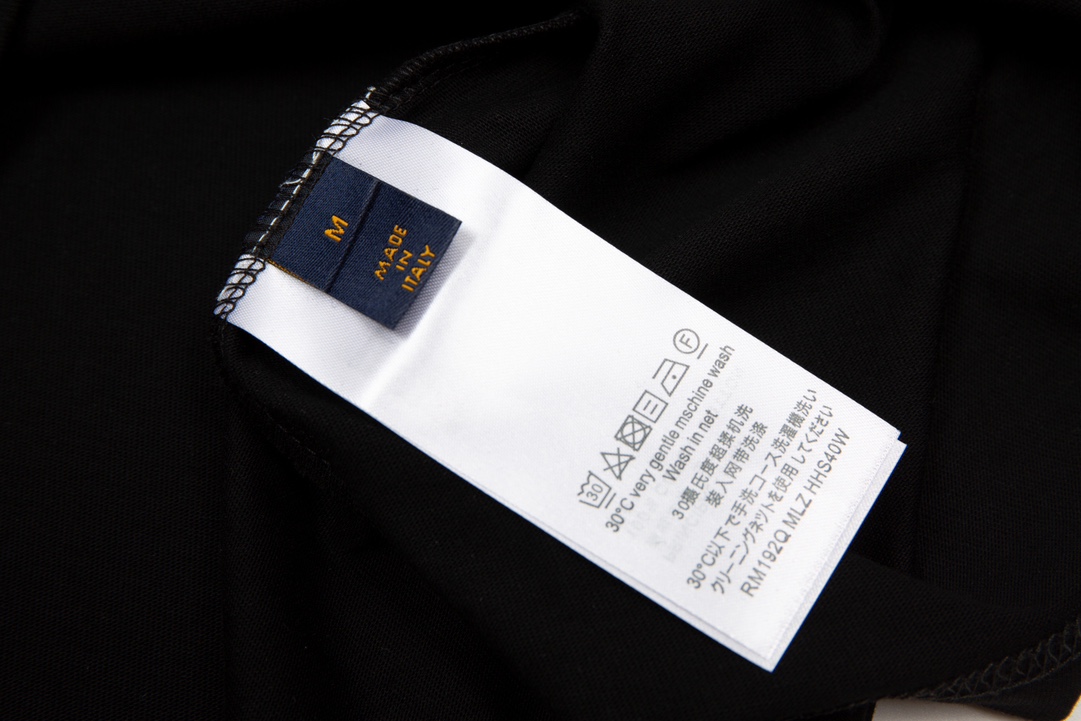 M
MADE
IN
ITALY
30
F
30°C very gentle mschine wash
Wash in net
30摄氏度超揉机洗
装入网带洗涤
30°C以下で手洗コース洗濯機洗い
クリーニングネットを使用してください
RM192Q MLZ HHS40W